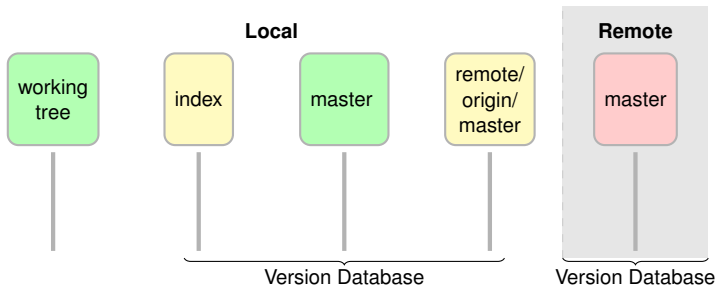 Local
Remote
working
tree
index
master
remote/
origin/
master
master
Version Database
Version Database